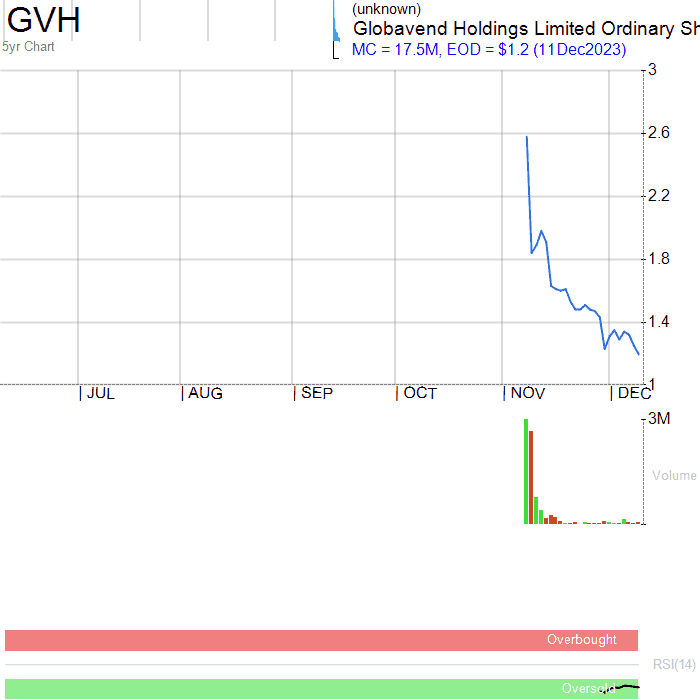 GVH
5yr Chart
(unknown)
Globavend Holdings Limited Ordinary Sh
MC = 17.5M, EOD = $1.2 (11Dec2023)
3
2.6
2.2
1.8
1.4
1
JUL AUG SEP OCT NOV DEC
3M
Volume
Overbought
RSI(14)
Oversold